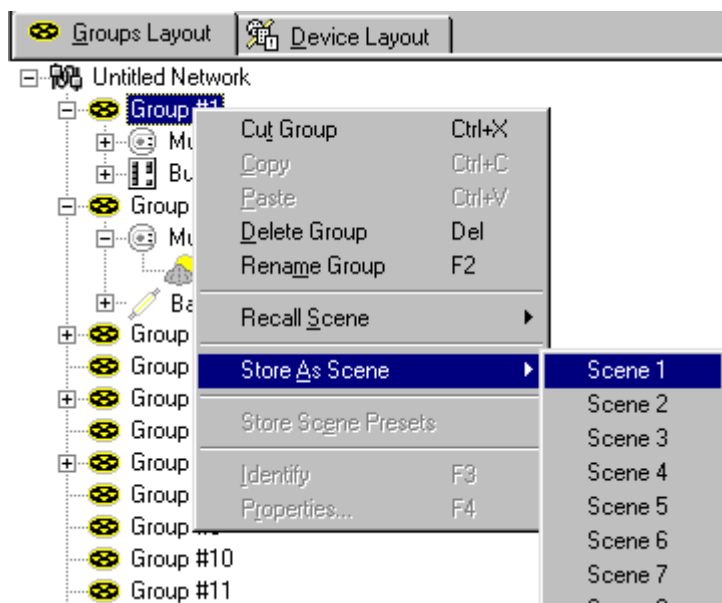 Groups Layout
Device Layout
Untitled Network
Group #1
Cut Group Ctrl+X
Copy Ctrl+C
Paste Ctrl+V
Delete Group Del
Rename Group F2
Recall Scene
Store As Scene
Store Scene Presets
Identify F3
Properties... F4
Scene 1
Scene 2
Scene 3
Scene 4
Scene 5
Scene 6
Scene 7
Group
Group
Group
Group
Group
Group
Group
Group
Group #10
Group #11